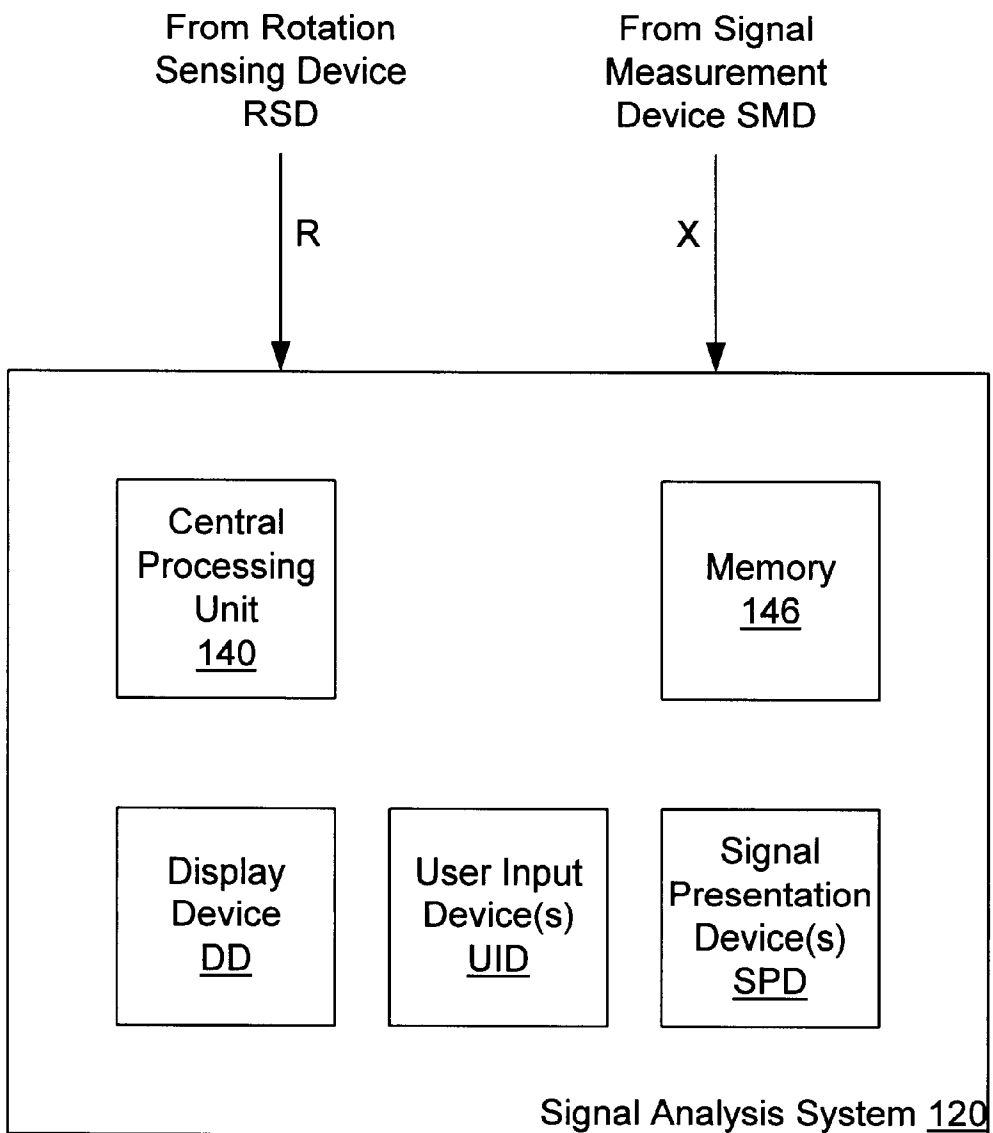 From Rotation
Sensing Device
RSD
From Signal
Measurement
Device SMD
R
X
Central
Processing
Unit
140
Memory
146
Display
Device
DD
User Input
Device(s)
UID
Signal
Presentation
Device(s)
SPD
Signal Analysis System 120